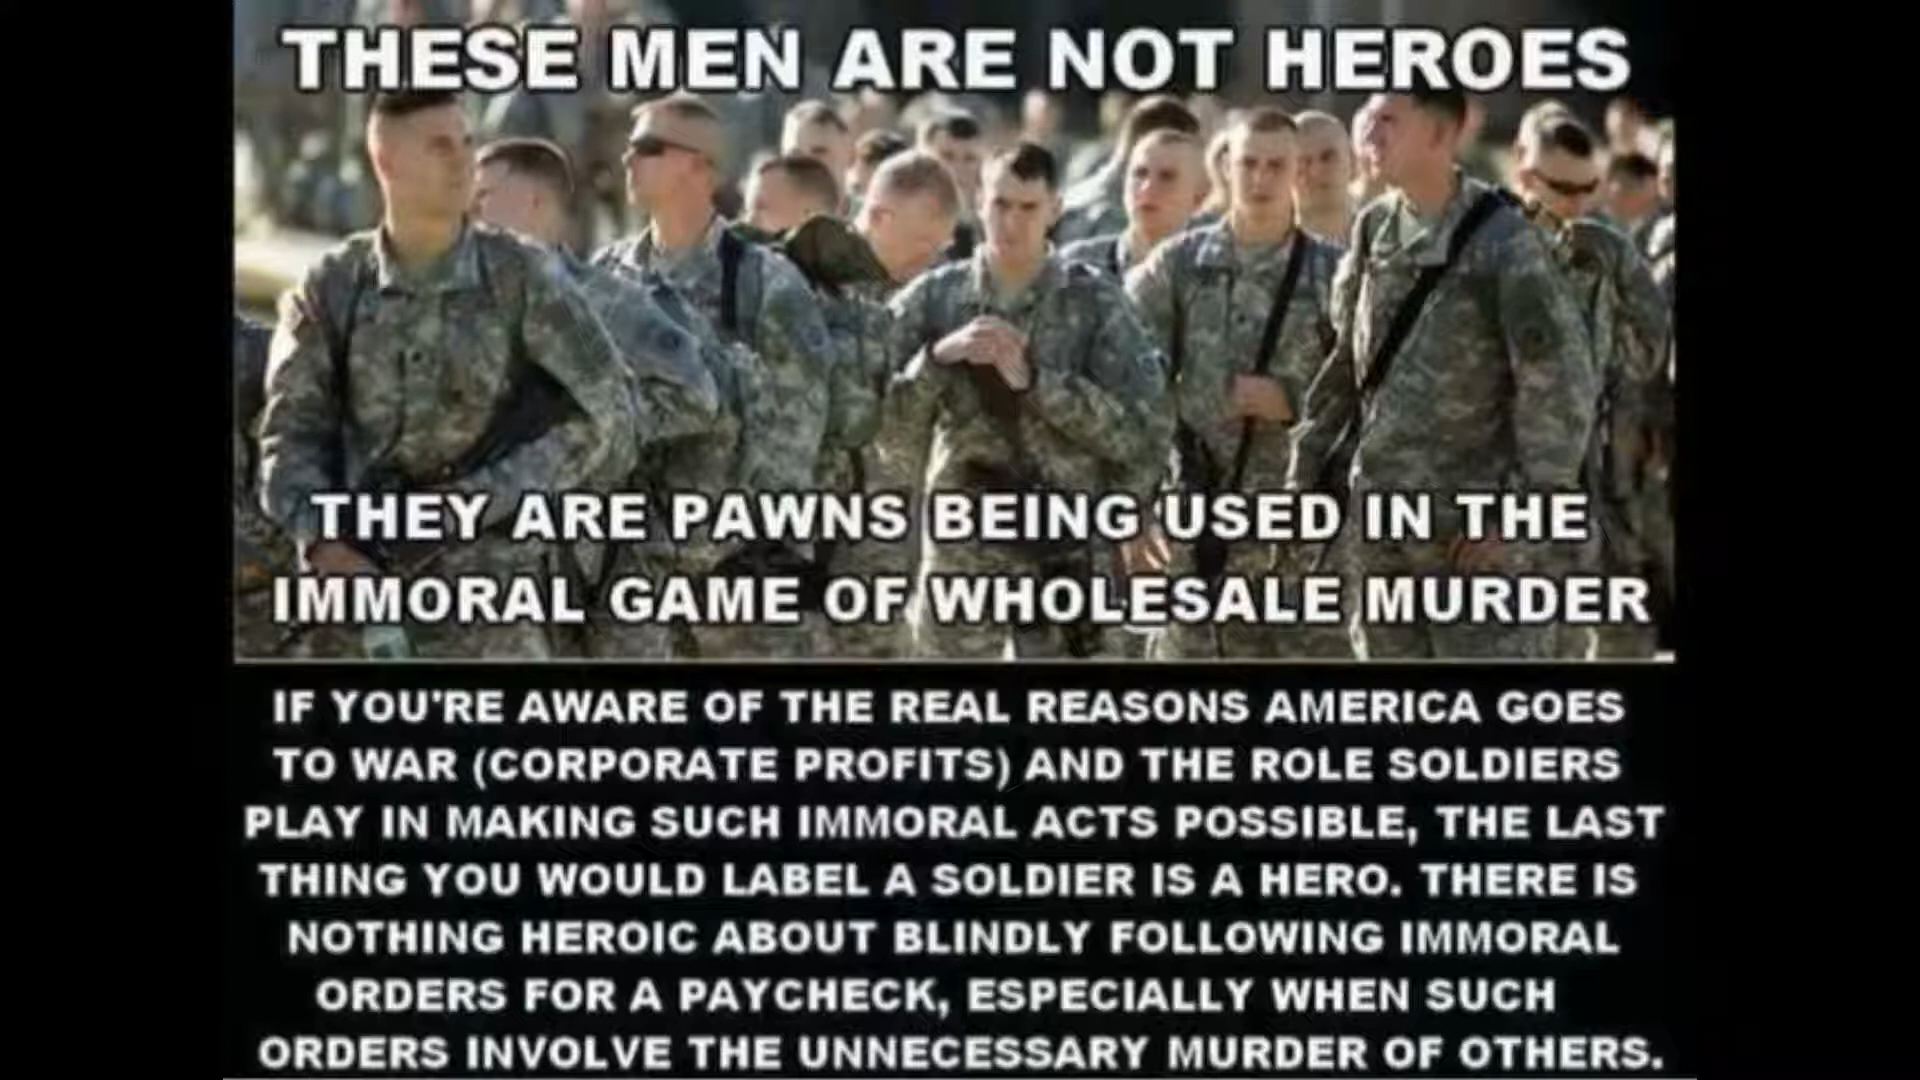 THESE MEN ARE NOT HEROES
THEY ARE PAWNS BEING USED IN THE
IMMORAL GAME OF WHOLESALE MURDER
IF YOU'RE AWARE OF THE REAL REASONS AMERICA GOES
TO WAR (CORPORATE PROFITS) AND THE ROLE SOLDIERS
PLAY IN MAKING SUCH IMMORAL ACTS POSSIBLE, THE LAST
THING YOU WOULD LABEL A SOLDIER IS A HERO. THERE IS
NOTHING HEROIC ABOUT BLINDLY FOLLOWING IMMORAL
ORDERS FOR A PAYCHECK, ESPECIALLY WHEN SUCH
ORDERS INVOLVE THE UNNECESSARY MURDER OF OTHERS.